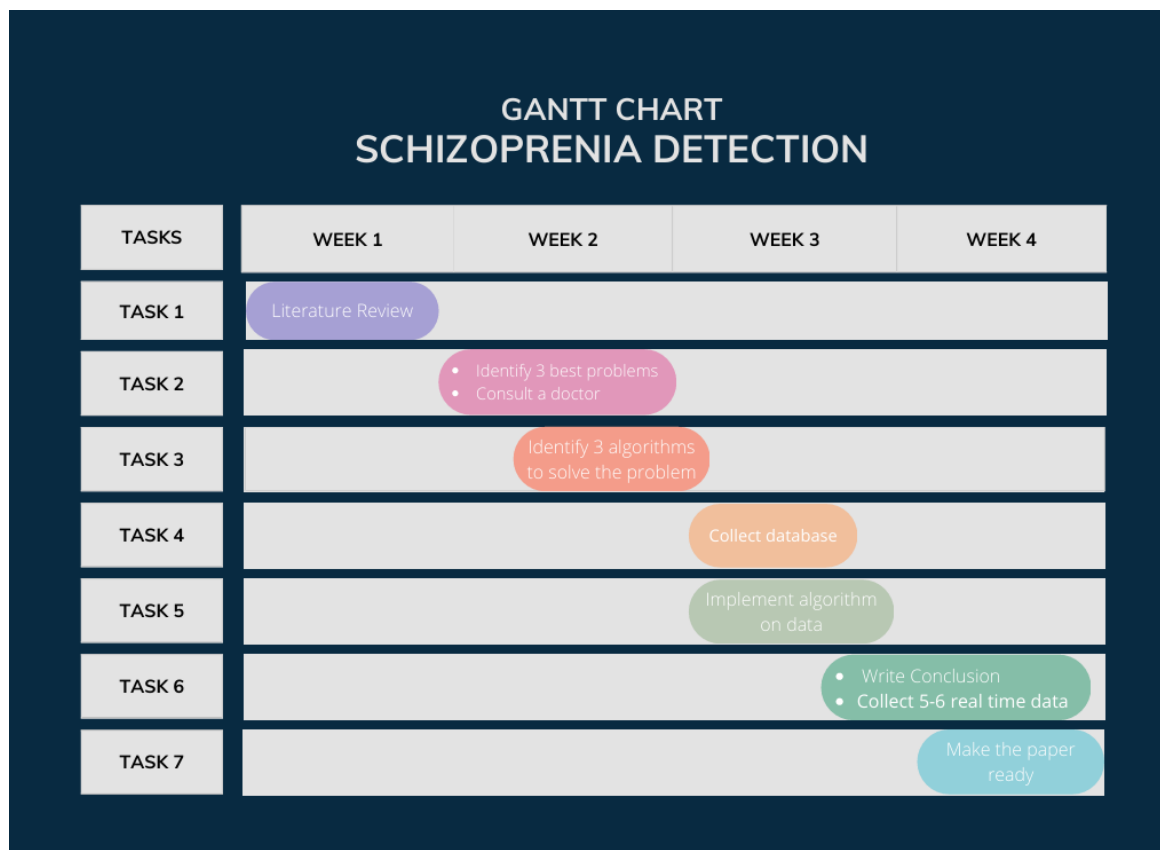 GANTT CHART
SCHIZOPRENIA DETECTION
TASKS WEEK 1 WEEK 2 WEEK 3 WEEK 4
TASK 1 Literature Review
TASK 2
• Identify 3 best problems
• Consult a doctor
TASK 3
Identify 3 algorithms
to solve the problem
TASK 4 Collect database
TASK 5
Implement algorithm
on data
TASK 6
• Write Conclusion
• Collect 5-6 real time data
TASK 7
Make the paper
ready